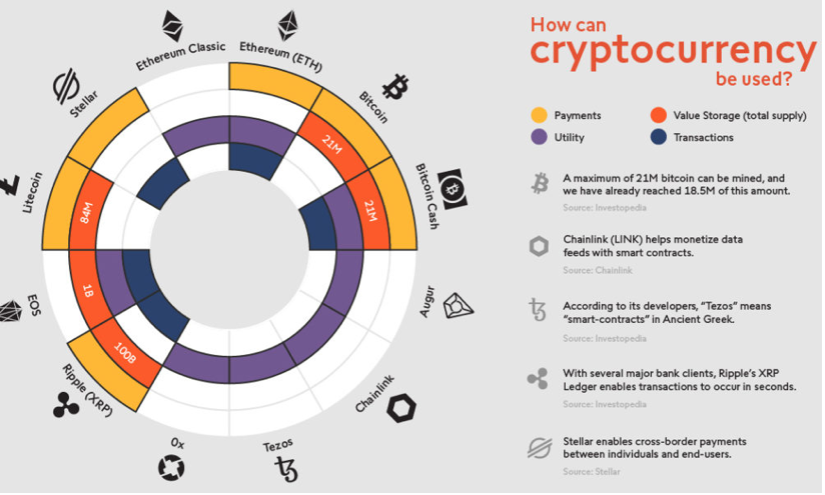 How can
cryptocurrency
be used?
Payments
Value Storage (total supply)
Utility
Transactions
A maximum of 21M bitcoin can be mined, and
we have already reached 18.5M of this amount.
Source: Investopedia
Chainlink (LINK) helps monetize data
feeds with smart contracts.
Source: Chainlink
According to its developers, “Tezos” means
“smart-contracts” in Ancient Greek.
Source: Investopedia
With several major bank clients, Ripple’s XRP
Ledger enables transactions to occur in seconds.
Source: Investopedia
Stellar enables cross-border payments
between individuals and end-users.
Source: Stellar
Ethereum Classic
Ethereum (ETH)
Bitcoin
Bitcoin Cash
Augur
Chainlink
Tezos
0x
Ripple (XRP)
EOS
Litecoin
Stellar
21M
21M
100B
1B
84M